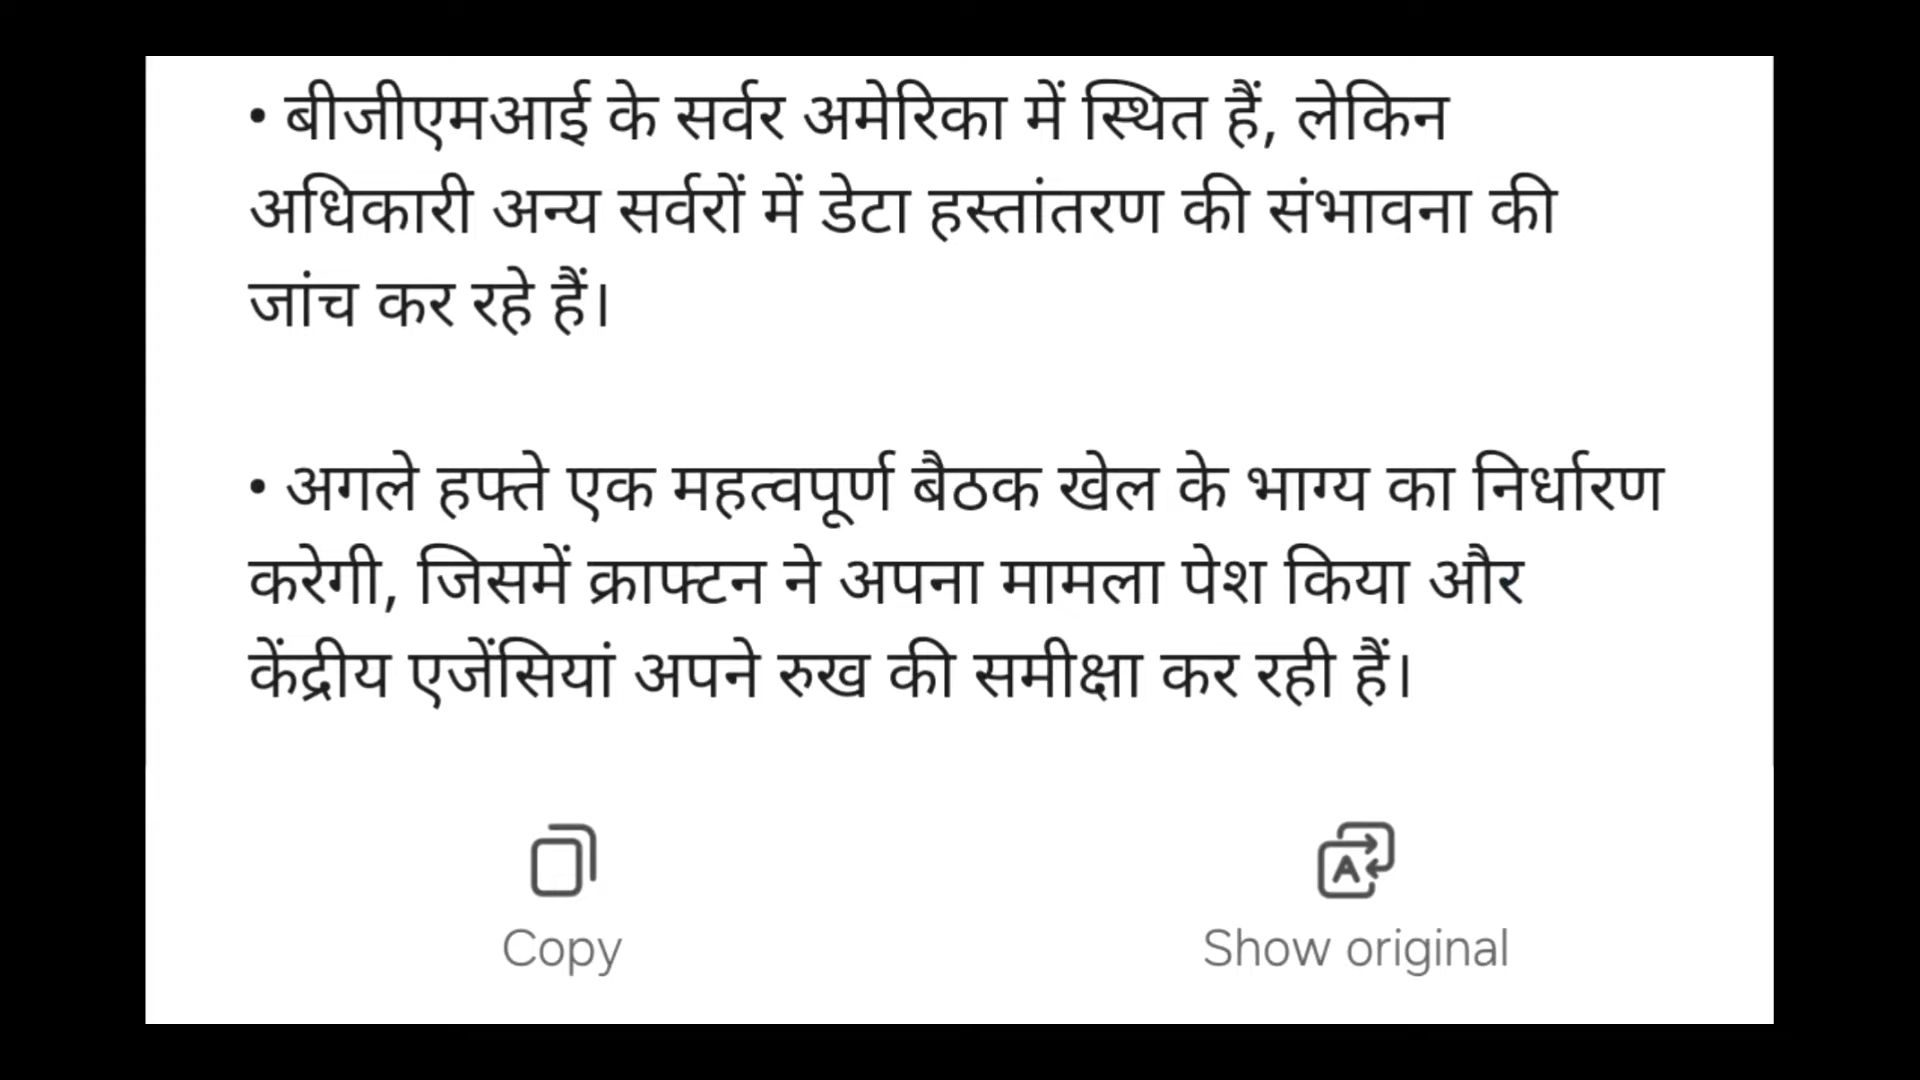 • बीजीएमआई के सर्वर अमेरिका में स्थित हैं, लेकिन
अधिकारी अन्य सर्वरों में डेटा हस्तांतरण की संभावना की
जांच कर रहे हैं।
• अगले हफ्ते एक महत्वपूर्ण बैठक खेल के भाग्य का निर्धारण
करेगी, जिसमें क्राफ्टन ने अपना मामला पेश किया और
केंद्रीय एजेंसियां अपने रुख की समीक्षा कर रही हैं।
Copy
Show original